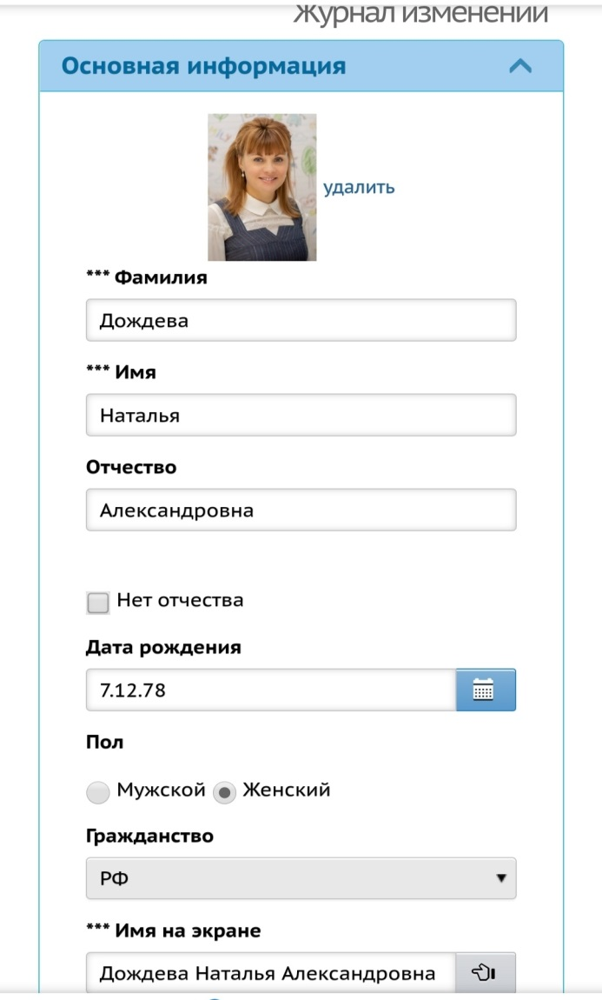 Журнал изменений
Основная информация
удалить
*** Фамилия
Дождева
*** Имя
Наталья
Отчество
Александровна
Нет отчества
Дата рождения
7.12.78
Пол
Мужской Женский
Гражданство
РФ
*** Имя на экране
Дождева Наталья Александровна